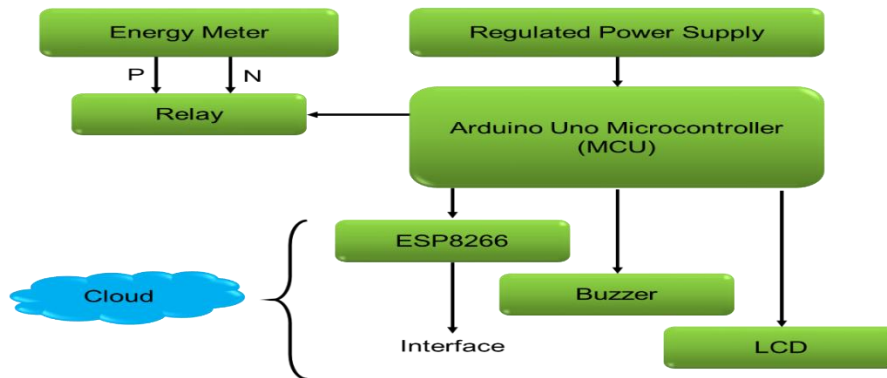 Energy Meter
Regulated Power Supply
P
N
Relay
Arduino Uno Microcontroller
(MCU)
ESP8266
Cloud
Buzzer
Interface
LCD